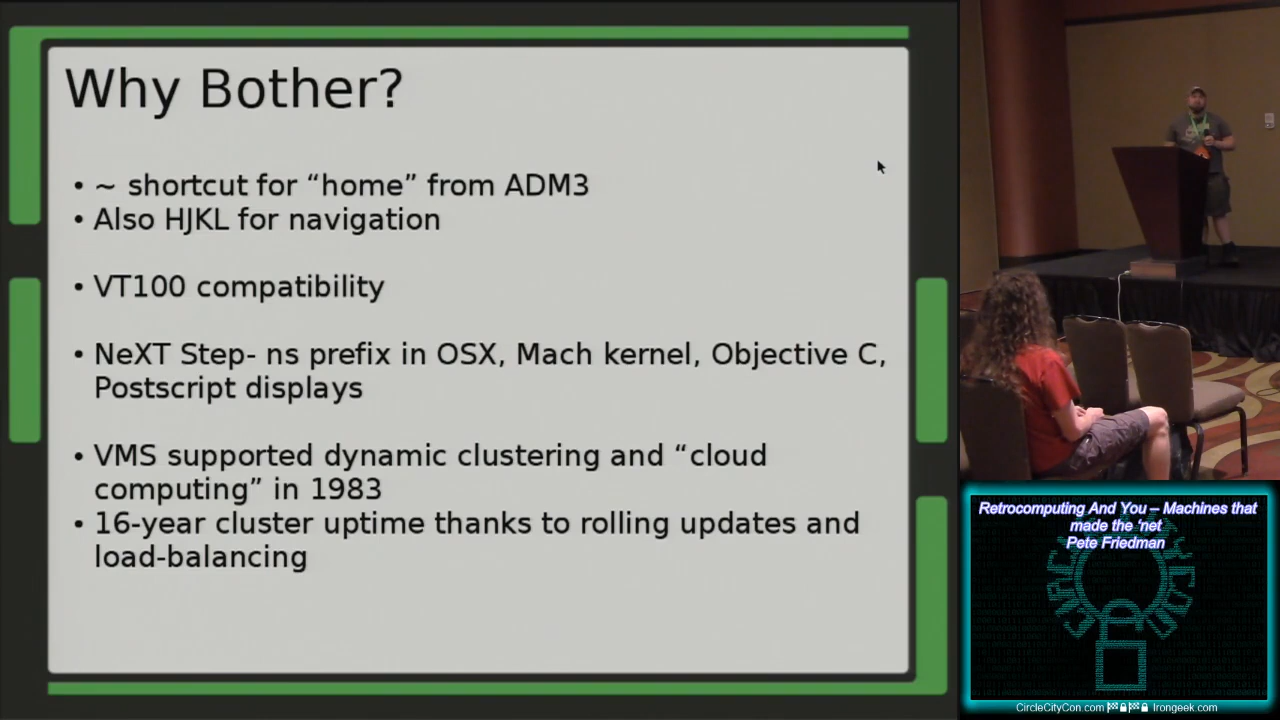 Why Bother?
• ~ shortcut for “home” from ADM3
• Also HJKL for navigation
• VT100 compatibility
• NeXT Step- ns prefix in OSX, Mach kernel, Objective C,
Postscript displays
• VMS supported dynamic clustering and “cloud
computing” in 1983
• 16-year cluster uptime thanks to rolling updates and
load-balancing
Retrocomputing And You – Machines that
made the ‘net
Pete Friedman
CircleCityCon.com Irongeek.com